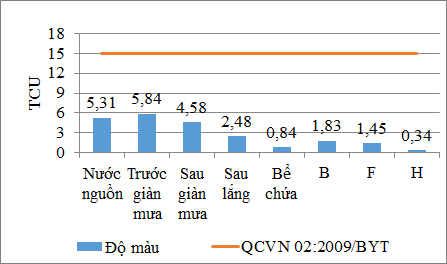 18
15
12
9
6
3
0
TCU
5,31
5,84
4,58
2,48
0,84
1,83
1,45
0,34
Nước
nguồn
Trước
giàn
mưa
Sau
giàn
mưa
Sau
lắng
Bể
chứa
B
F
H
Độ màu
QCVN 02:2009/BYT